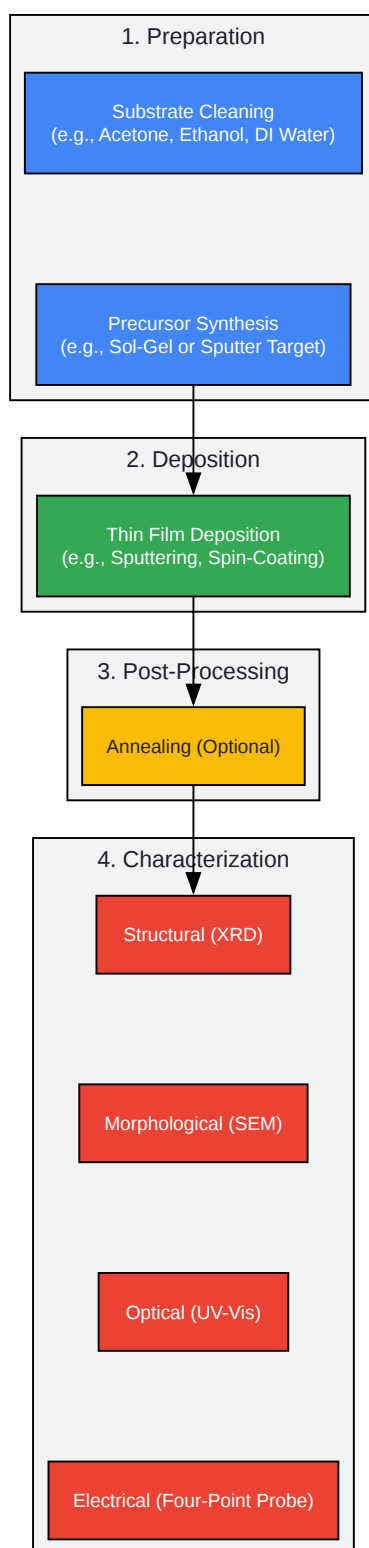 1. Preparation
Substrate Cleaning
(e.g., Acetone, Ethanol, DI Water)
Precursor Synthesis
(e.g., Sol-Gel or Sputter Target)
2. Deposition
Thin Film Deposition
(e.g., Sputtering, Spin-Coating)
3. Post-Processing
Annealing (Optional)
4. Characterization
Structural (XRD)
Morphological (SEM)
Optical (UV-Vis)
Electrical (Four-Point Probe)